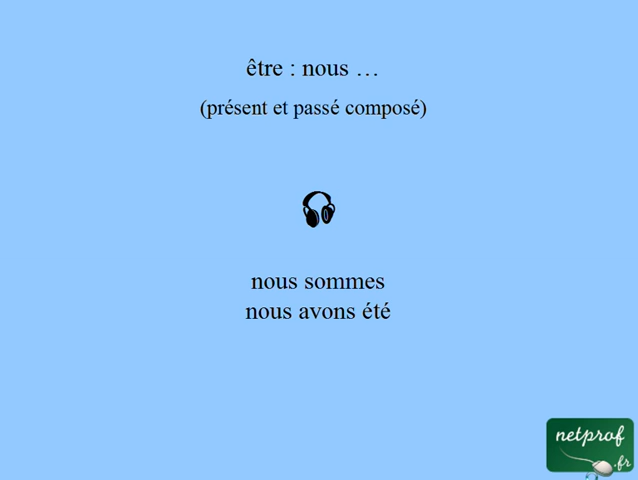 être : nous …
(présent et passé composé)
nous sommes
nous avons été
netprof
.fr